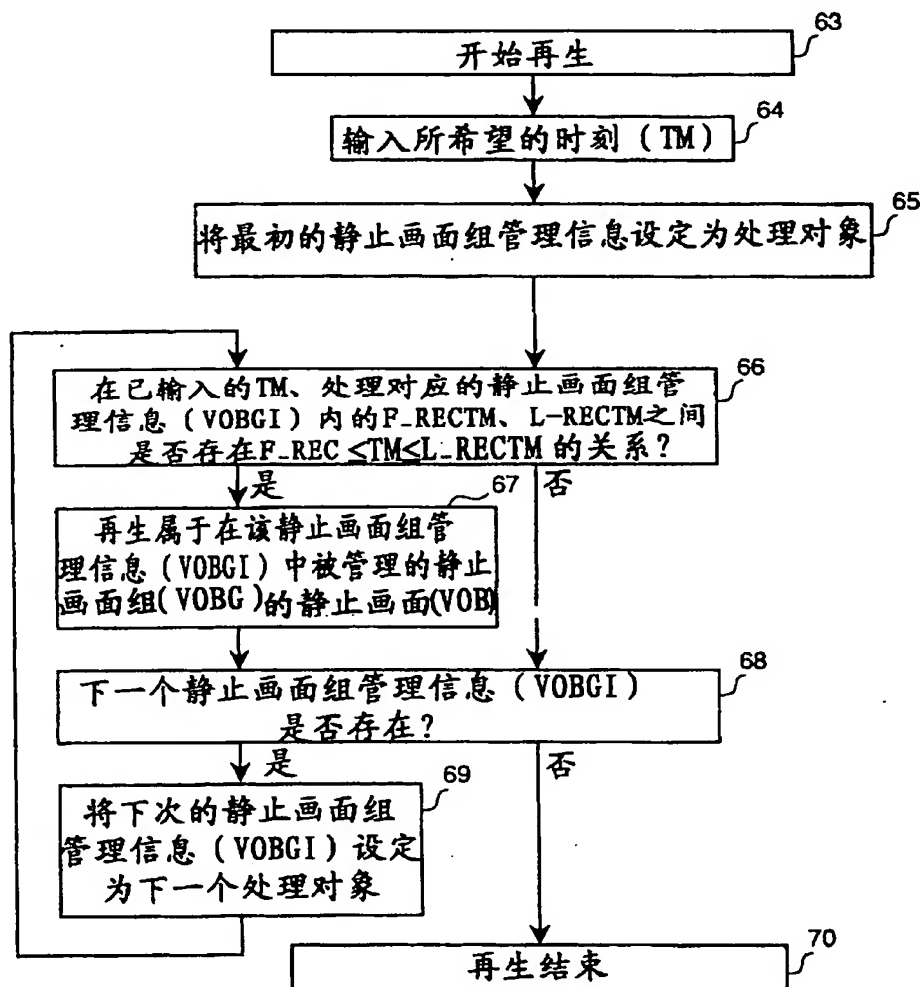 63
开始再生
64
输入所希望的时刻（TM）
65
将最初的静止画面组管理信息设定为处理对象
66
在已输入的TM、处理对应的静止画面组管
理信息（VOBGI）内的F_RECTM、L-RECTM之间
是否存在F_REC≤TM≤L_RECTM的关系？
是
否
67
再生属于在该静止画面组管
理信息（VOBGI）中被管理的静止
画面组(VOBG)的静止画面(VOB)
68
下一个静止画面组管理信息（VOBGI）
是否存在？
是
否
69
将下次的静止画面组
管理信息（VOBGI）设定
为下一个处理对象
70
再生结束